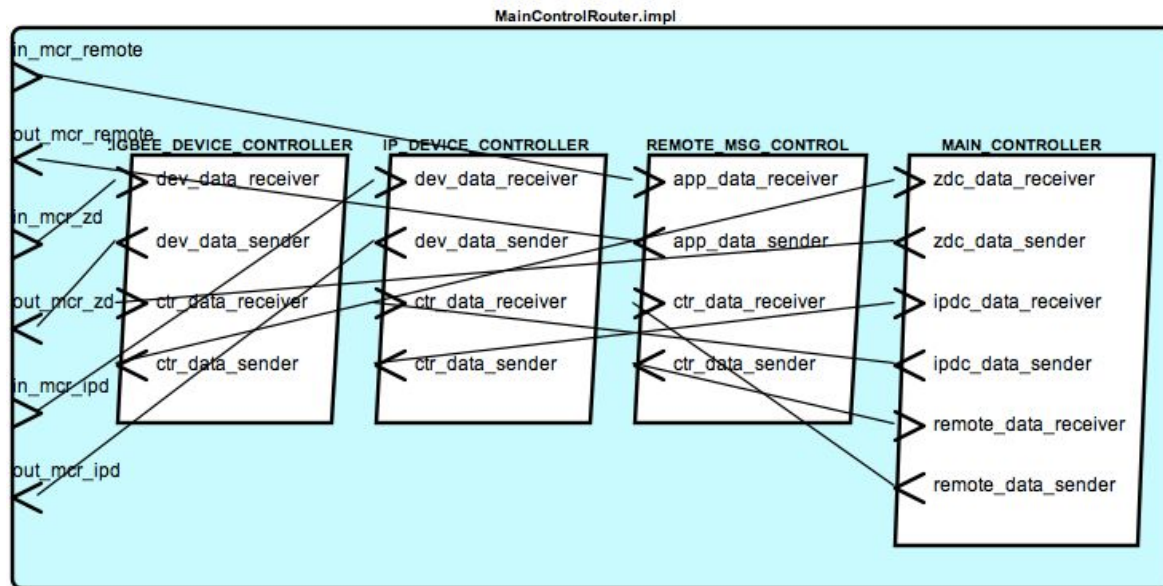 MainControlRouter.impl
in_mcr_remote
out_mcr_remote
in_mcr_zd
out_mcr_zd
in_mcr_ipd
out_mcr_ipd
IGBEE_DEVICE_CONTROLLER
dev_data_receiver
dev_data_sender
ctr_data_receiver
ctr_data_sender
IP_DEVICE_CONTROLLER
dev_data_receiver
dev_data_sender
ctr_data_receiver
ctr_data_sender
REMOTE_MSG_CONTROL
app_data_receiver
app_data_sender
ctr_data_receiver
ctr_data_sender
MAIN_CONTROLLER
zdc_data_receiver
zdc_data_sender
ipdc_data_receiver
ipdc_data_sender
remote_data_receiver
remote_data_sender